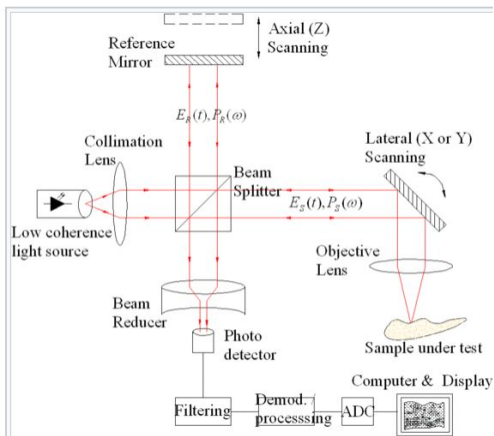 Reference
Mirror
Axial (Z)
Scanning
E_R(t), P_R(ω)
Collimation
Lens
Lateral (X or Y)
Scanning
Beam
Splitter
E_S(t), P_S(ω)
Low coherence
light source
Objective
Lens
Beam
Reducer
Photo
detector
Sample under test
Computer & Display
Filtering
Demod.
processsing
ADC